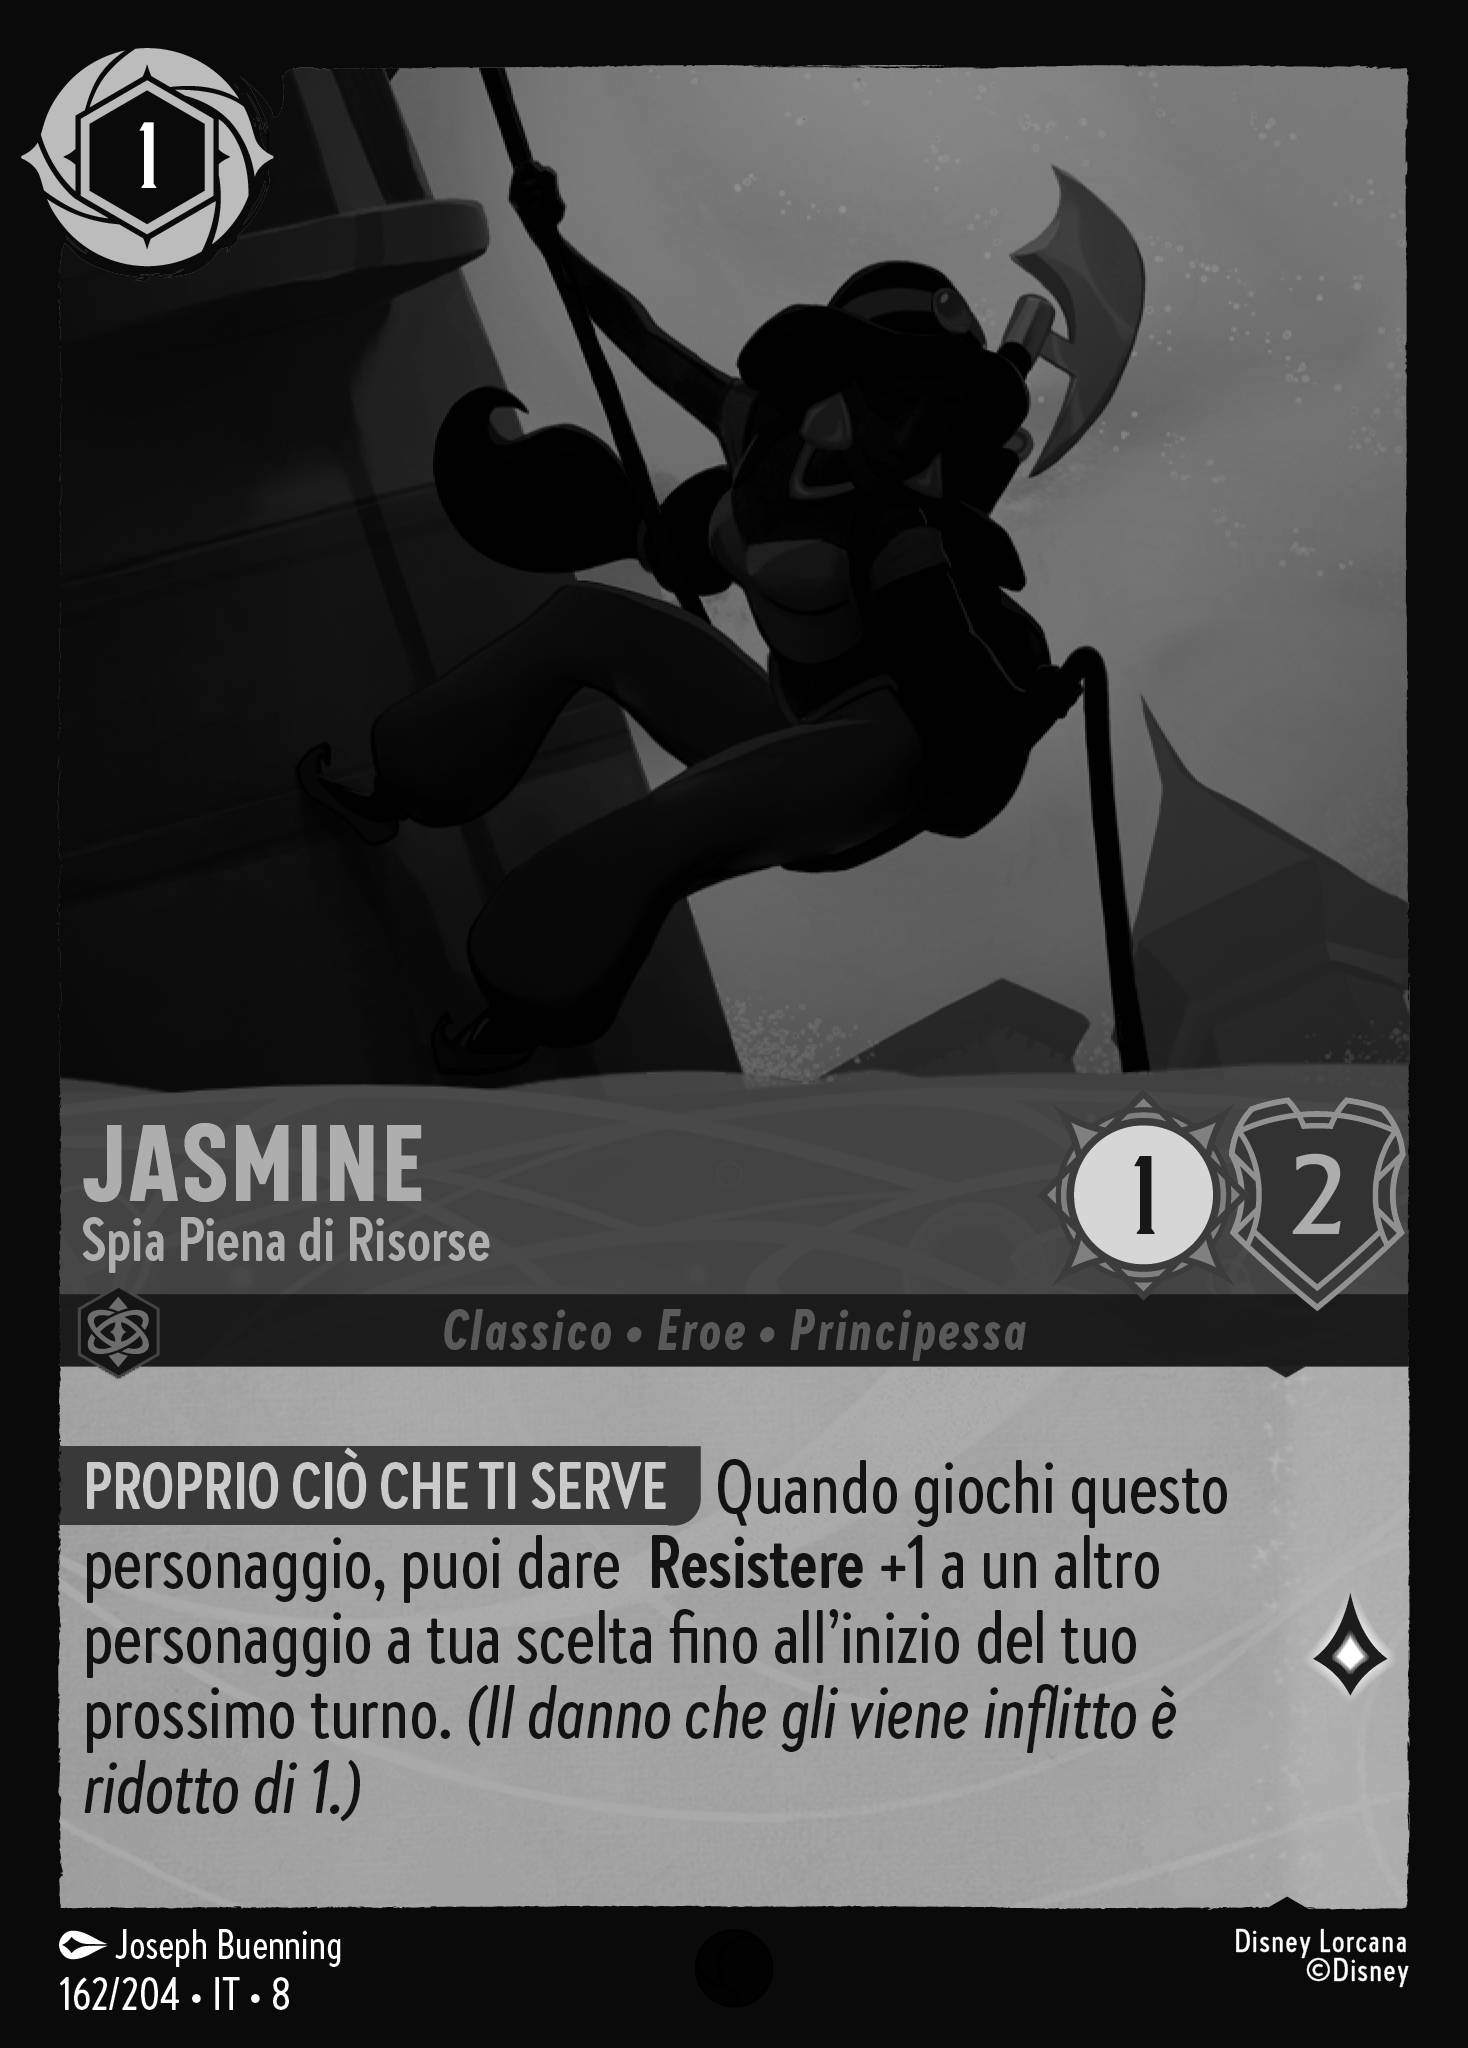 1
JASMINE
Spia Piena di Risorse
1
2
Classico • Eroe • Principessa
PROPRIO CIÒ CHE TI SERVE Quando giochi questo
personaggio, puoi dare Resistere +1 a un altro
personaggio a tua scelta fino all'inizio del tuo
prossimo turno. (Il danno che gli viene inflitto è
ridotto di 1.)
Joseph Buenning
162/204 • IT • 8
Disney Lorcana
©Disney